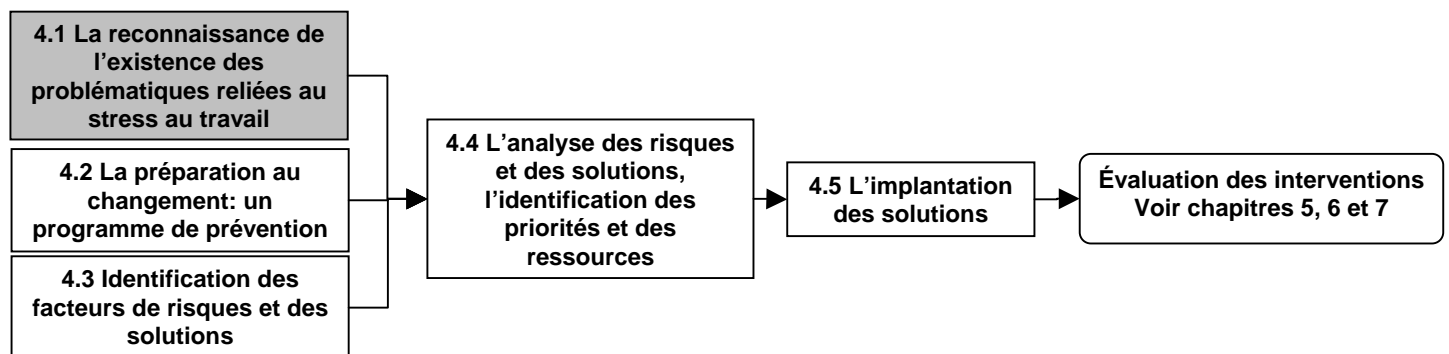 4.1 La reconnaissance de
l’existence des
problématiques reliées au
stress au travail
4.2 La préparation au
changement: un
programme de prévention
4.3 Identification des
facteurs de risques et des
solutions
4.4 L’analyse des risques
et des solutions,
l’identification des
priorités et des
ressources
4.5 L’implantation
des solutions
Évaluation des interventions
Voir chapitres 5, 6 et 7